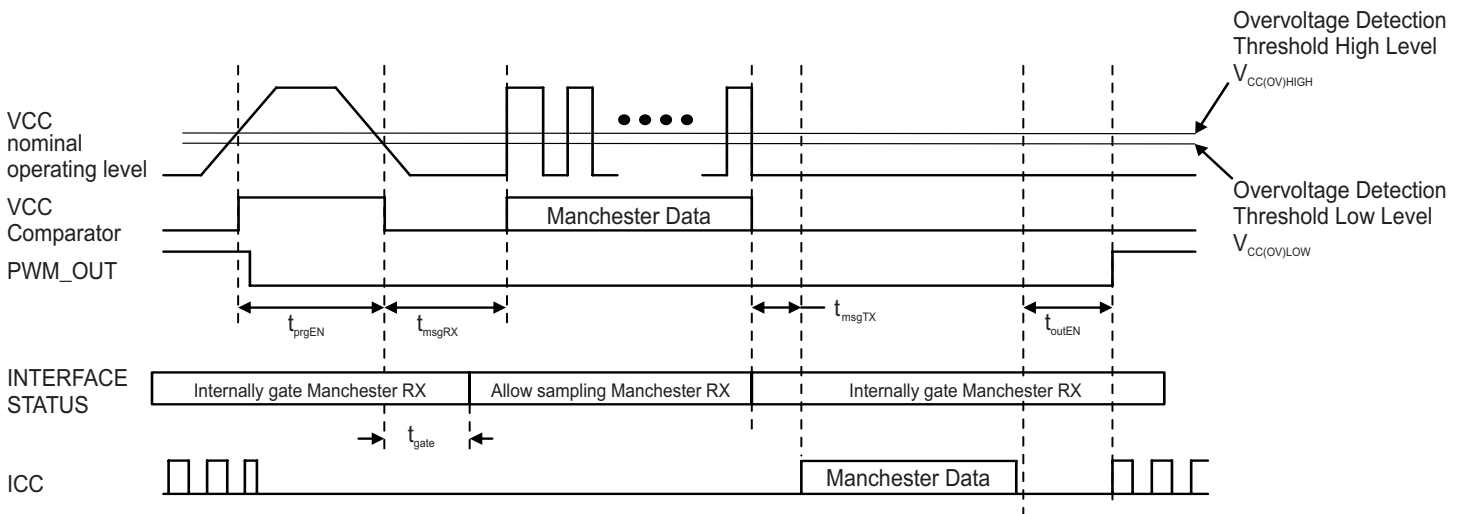 Overvoltage Detection
Threshold High Level
VCC(OV)HIGH
VCC
nominal
operating level
Overvoltage Detection
Threshold Low Level
VCC(OV)LOW
VCC
Comparator
Manchester Data
PWM_OUT
tprgEN
tmsgRX
tmsgTX
toutEN
INTERFACE
STATUS
Internally gate Manchester RX
Allow sampling Manchester RX
Internally gate Manchester RX
tgate
ICC
Manchester Data